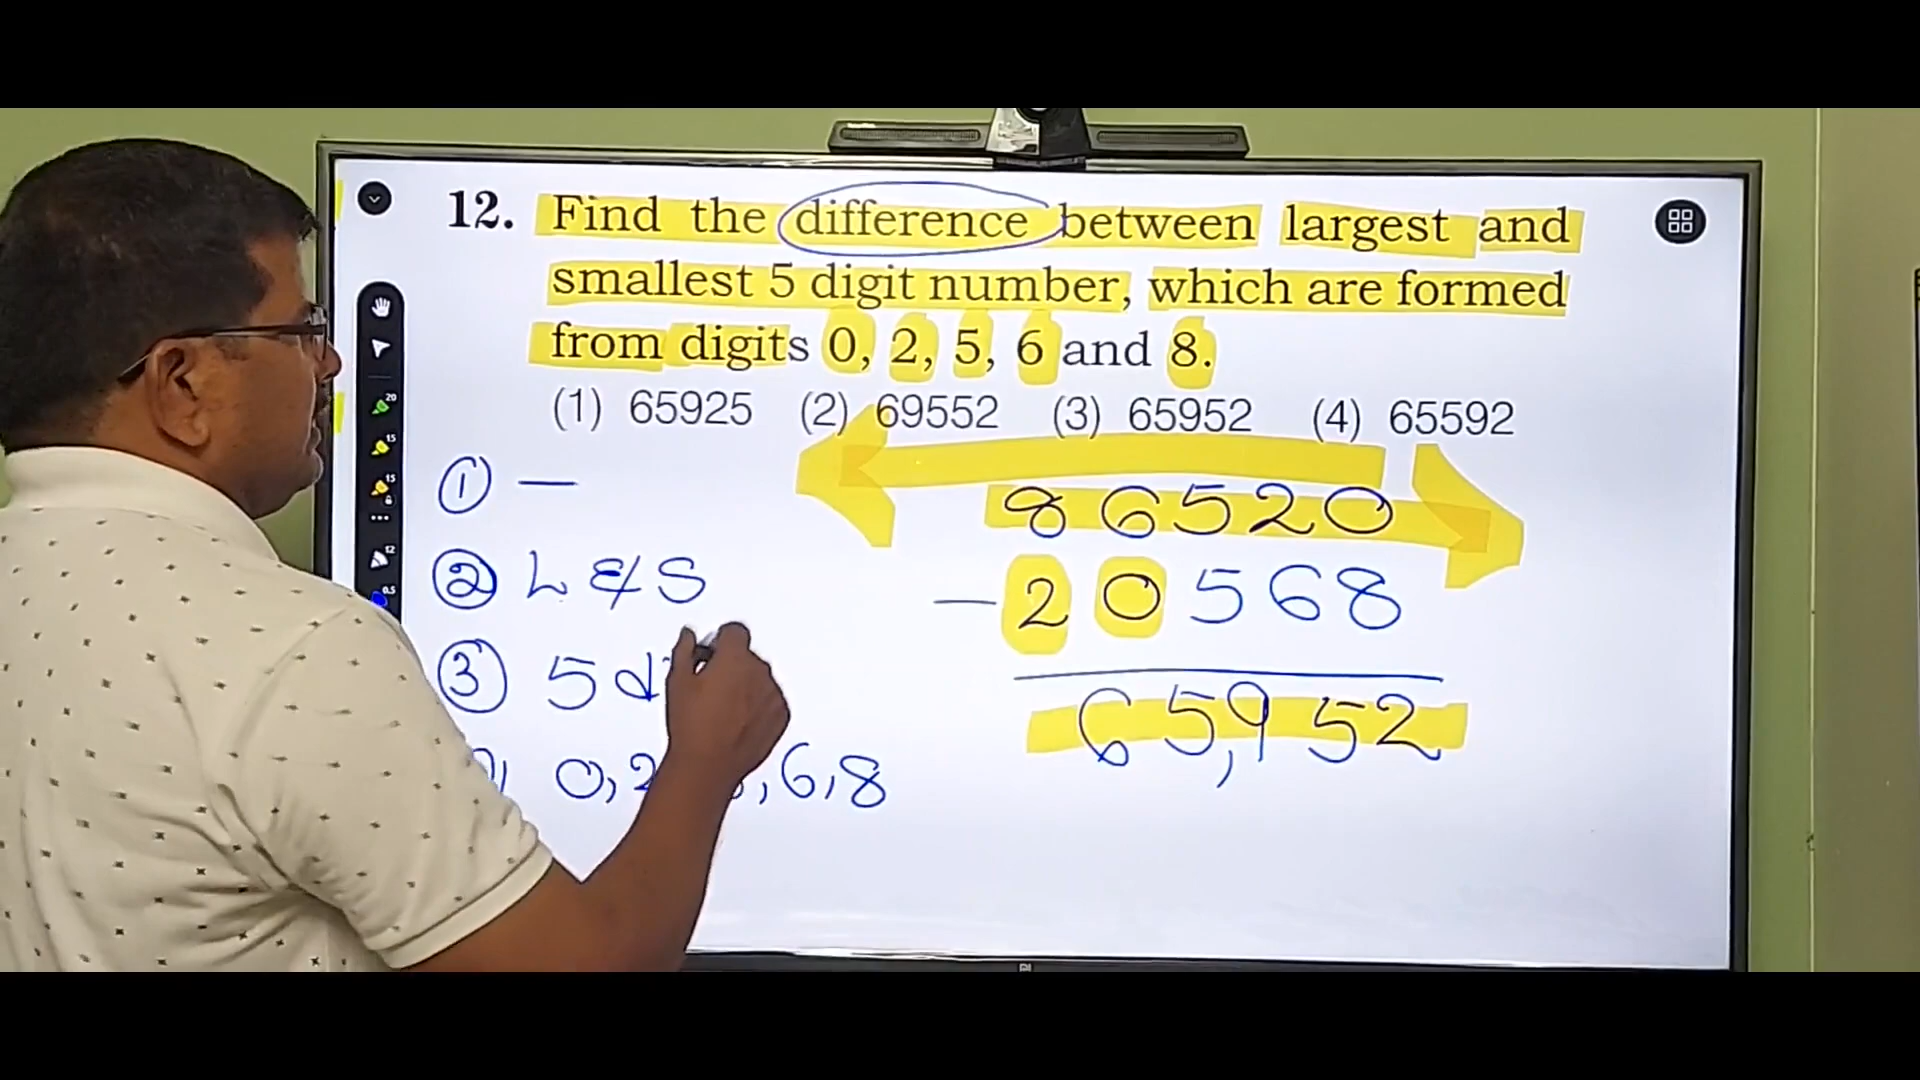 12. Find the difference between largest and
smallest 5 digit number, which are formed
from digits 0, 2, 5, 6 and 8.
(1) 65925 (2) 69552 (3) 65952 (4) 65592
① —
② L & S
③ 5 d
0, 2 , 6, 8
86520
— 20568
65,952